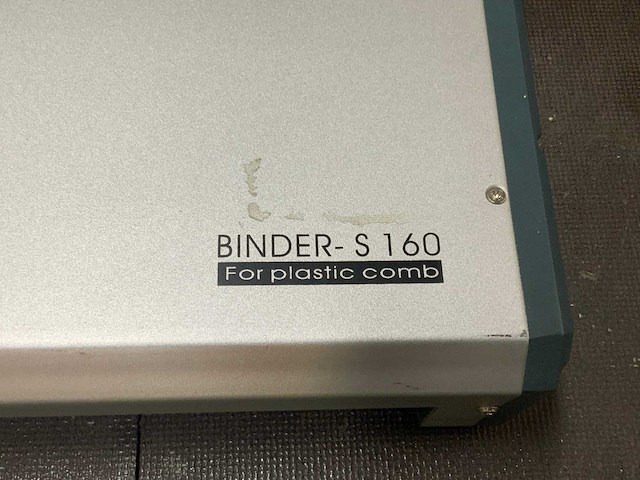 BINDER- S 160
For plastic comb